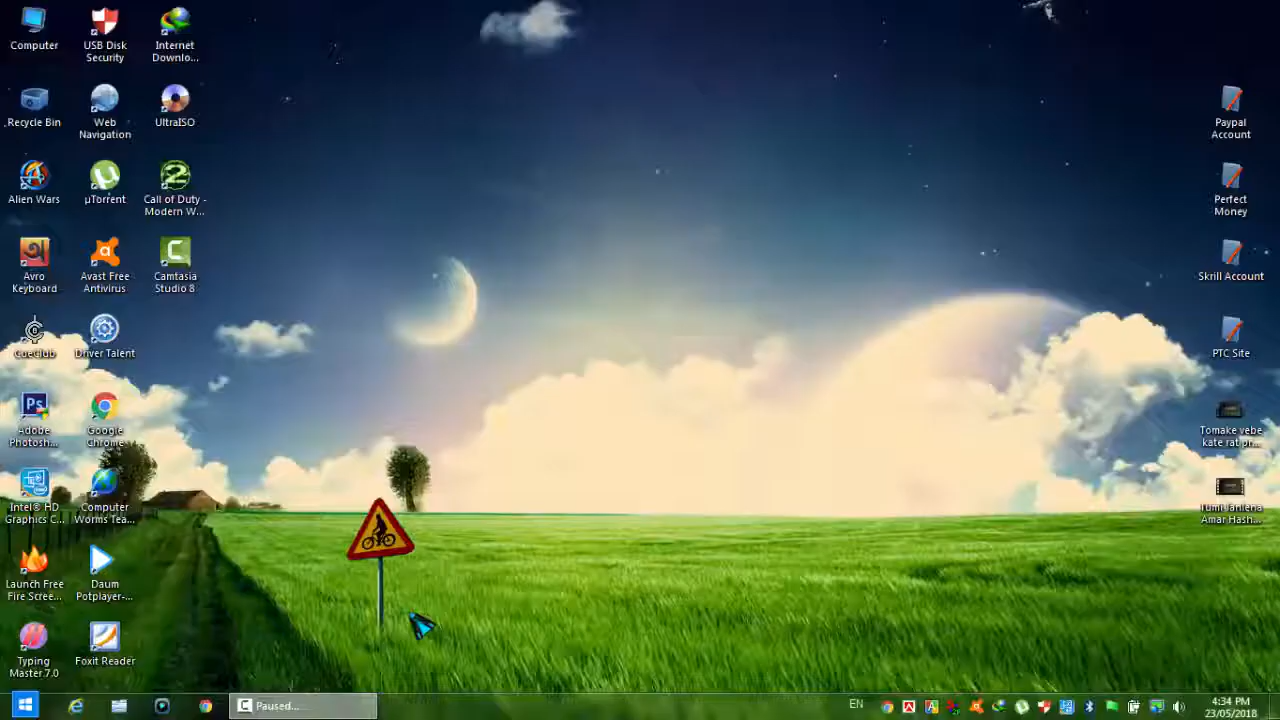 Computer
USB Disk
Security
Internet
Downlo...
Recycle Bin
Web
Navigation
UltraISO
Alien Wars
µTorrent
Call of Duty -
Modern W...
Avro
Keyboard
Avast Free
Antivirus
Camtasia
Studio 8
CueClub
Driver Talent
Ps
Adobe
Photosh...
Google
Chrome
Intel® HD
Graphics C...
Computer
Worms Tea...
Launch Free
Fire Scree...
Daum
Potplayer-...
Typing
Master 7.0
Foxit Reader
Paypal
Account
Perfect
Money
Skrill Account
PTC Site
Tomake vebe
kate rat pr...
Tumi Janlena
Amar Hash...
Paused...
EN
4:34 PM
23/05/2018